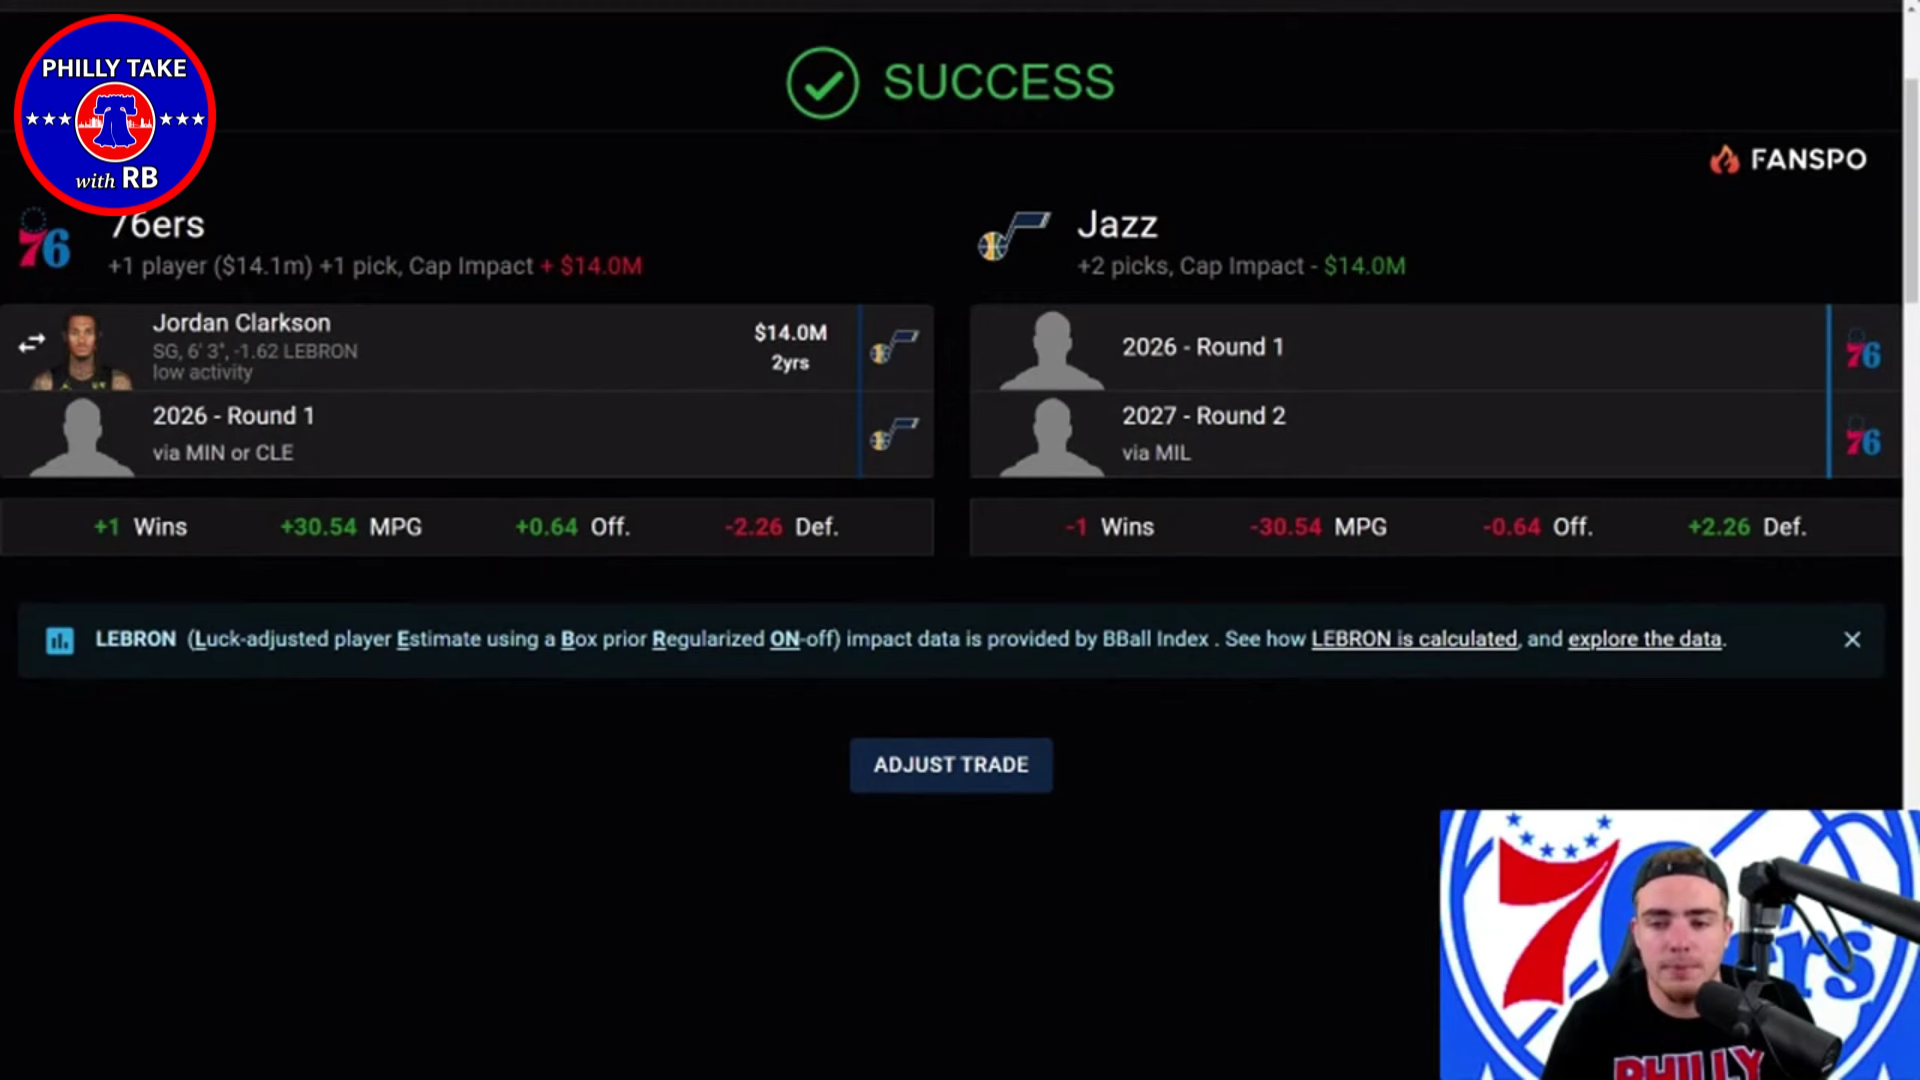 PHILLY TAKE
with RB
SUCCESS
FANSPO
76
76ers
+1 player ($14.1m) +1 pick, Cap Impact + $14.0M
Jazz
+2 picks, Cap Impact - $14.0M
Jordan Clarkson
SG, 6' 3", -1.62 LEBRON
low activity
$14.0M
2yrs
2026 - Round 1
via MIN or CLE
2026 - Round 1
76
2027 - Round 2
via MIL
76
+1 Wins +30.54 MPG +0.64 Off. -2.26 Def.
-1 Wins -30.54 MPG -0.64 Off. +2.26 Def.
LEBRON (Luck-adjusted player Estimate using a Box prior Regularized ON-off) impact data is provided by BBall Index . See how LEBRON is calculated, and explore the data.
ADJUST TRADE
PHILLY